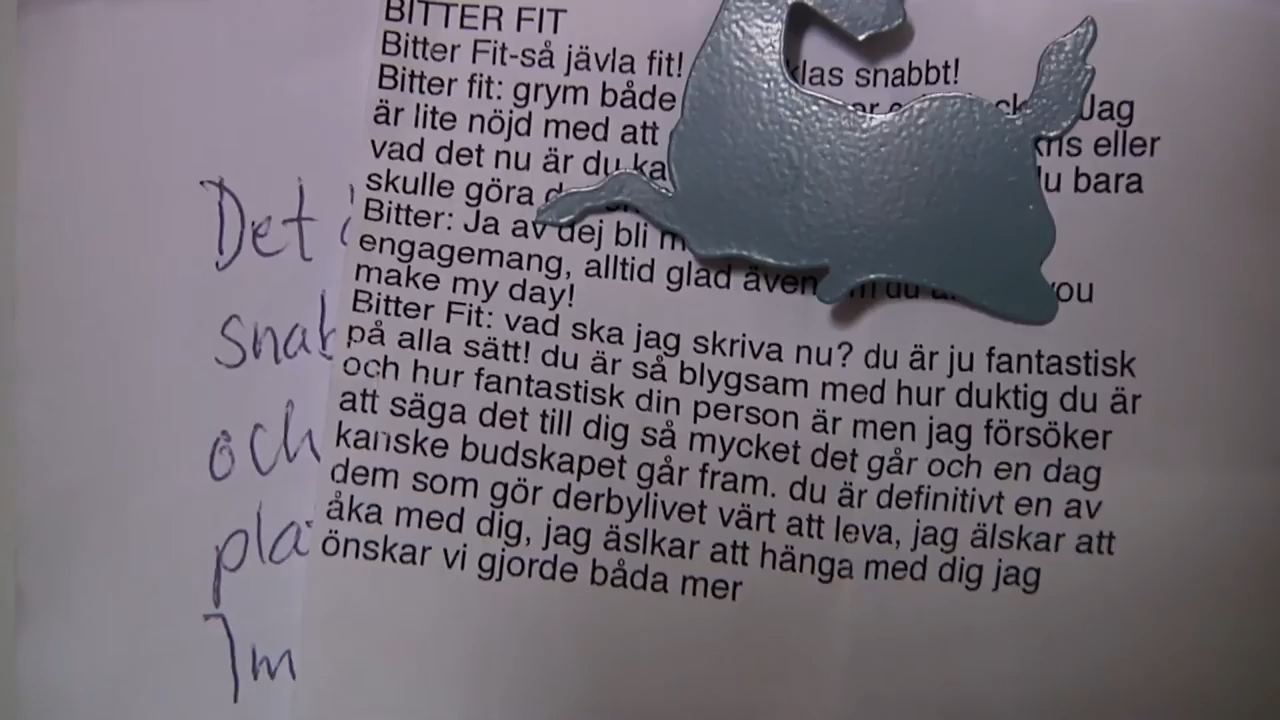 BITTER FIT
Bitter Fit-så jävla fit! klas snabbt!
Bitter fit: grym både Jag
är lite nöjd med att eller
vad det nu är du bara
skulle göra
Bitter: Ja av dej bli
engagemang, alltid glad även du you
make my day!
Bitter Fit: vad ska jag skriva nu? du är ju fantastisk
på alla sätt! du är så blygsam med hur duktig du är
och hur fantastisk din person är men jag försöker
att säga det till dig så mycket det går och en dag
kanske budskapet går fram. du är definitivt en av
dem som gör derbylivet värt att leva, jag älskar att
åka med dig, jag äslkar att hänga med dig jag
önskar vi gjorde båda mer
Det
snab
och
pla
Im